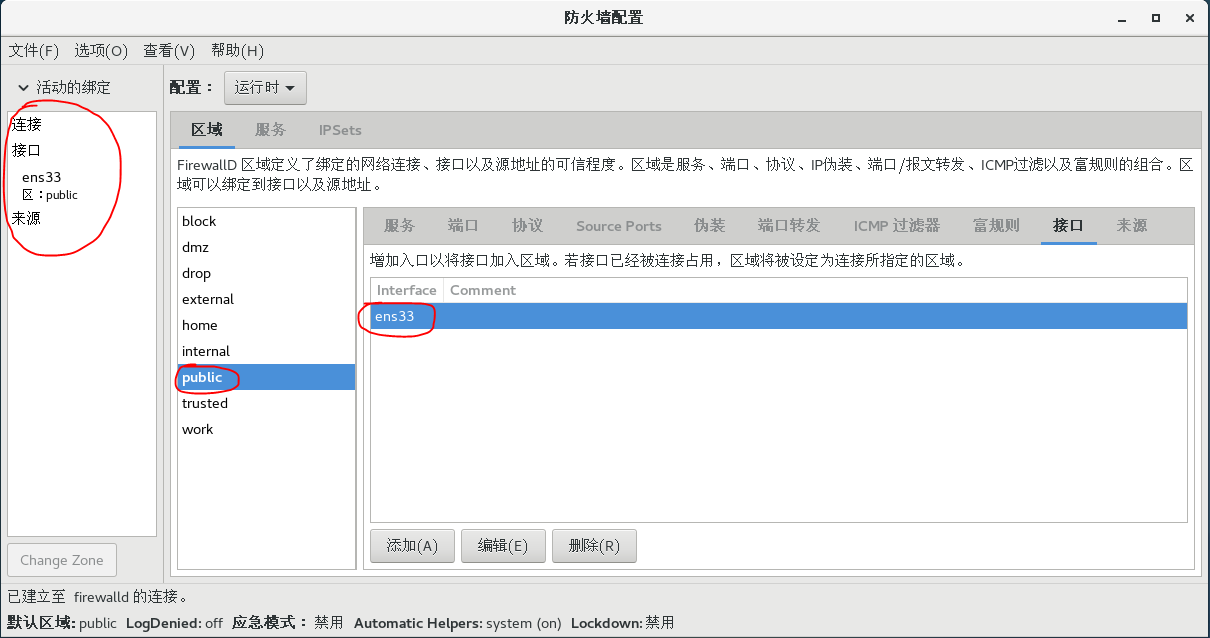 防火墙配置
文件(F) 选项(O) 查看(V) 帮助(H)
活动的绑定
配置： 运行时
连接
接口
ens33
区：public
来源
区域 服务 IPSets
FirewallD 区域定义了绑定的网络连接、接口以及源地址的可信程度。区域是服务、端口、协议、IP伪装、端口/报文转发、ICMP过滤以及富规则的组合。区
域可以绑定到接口以及源地址。
block
dmz
drop
external
home
internal
public
trusted
work
服务 端口 协议 Source Ports 伪装 端口转发 ICMP 过滤器 富规则 接口 来源
增加入口以将接口加入区域。若接口已经被连接占用，区域将被设定为连接所指定的区域。
Interface Comment
ens33
添加(A) 编辑(E) 删除(R)
Change Zone
已建立至 firewalld 的连接。
默认区域: public LogDenied: off 应急模式： 禁用 Automatic Helpers: system (on) Lockdown: 禁用